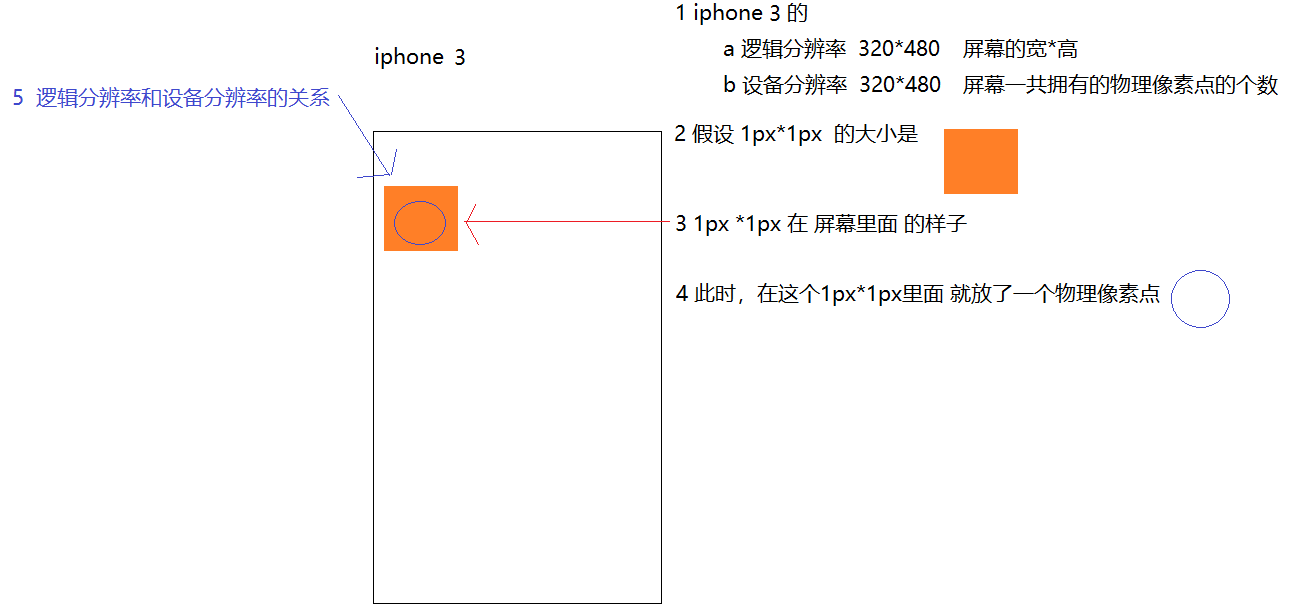 iphone 3
5 逻辑分辨率和设备分辨率的关系
1 iphone 3 的
a 逻辑分辨率 320*480 屏幕的宽*高
b 设备分辨率 320*480 屏幕一共拥有的物理像素点的个数
2 假设 1px*1px 的大小是
3 1px *1px 在 屏幕里面 的样子
4 此时，在这个1px*1px里面 就放了一个物理像素点